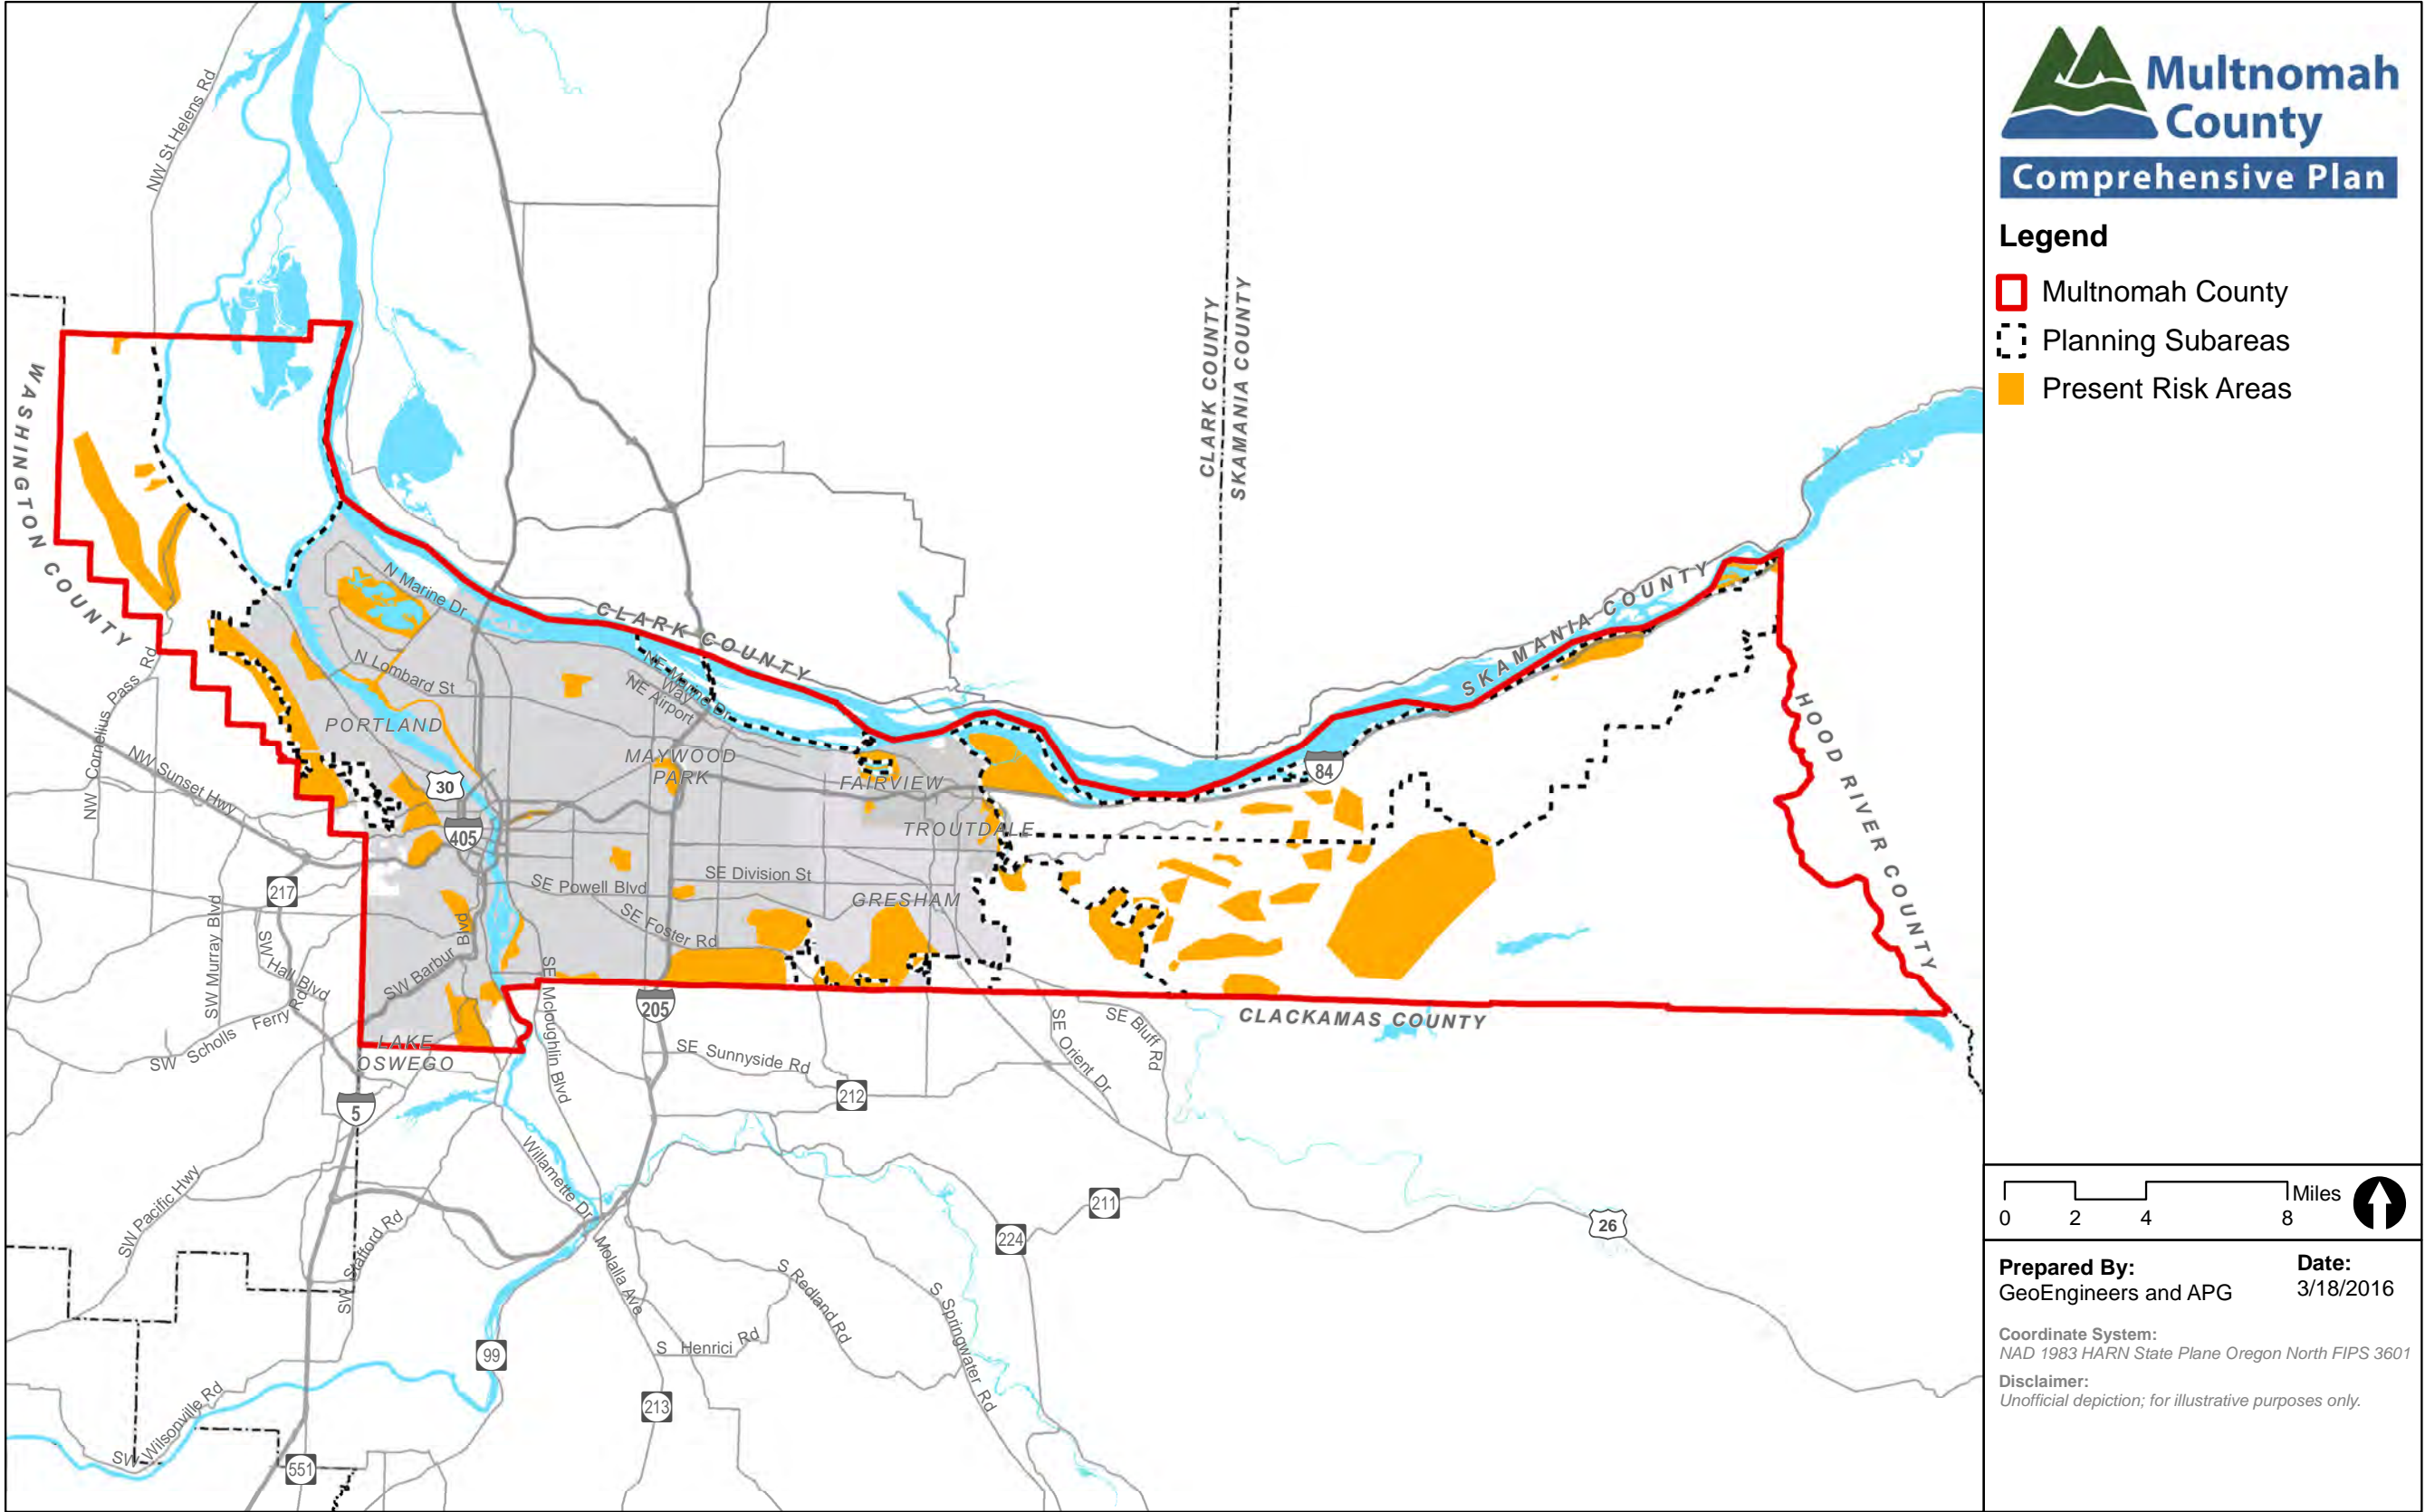 Multnomah
County
Comprehensive Plan
Legend
Multnomah County
Planning Subareas
Present Risk Areas
Miles
0 2 4 8
Prepared By:
GeoEngineers and APG
Date:
3/18/2016
Coordinate System:
NAD 1983 HARN State Plane Oregon North FIPS 3601
Disclaimer:
Unofficial depiction; for illustrative purposes only.
NW St Helens Rd
WASHINGTON COUNTY
CLARK COUNTY
SKAMANIA COUNTY
N Marine Dr
CLARK COUNTY
SKAMANIA COUNTY
HOOD RIVER COUNTY
N Lombard St
NE Marine Dr
NE Airport
Way
NW Cornelius Pass Rd
PORTLAND
NW Sunset Hwy
MAYWOOD
PARK
FAIRVIEW
30
84
405
TROUTDALE
217
SE Powell Blvd
SE Division St
GRESHAM
SE Foster Rd
SW Murray Blvd
SW Hall Blvd
SW Barbur Blvd
SW Scholls Ferry Rd
SE Mcloughlin Blvd
205
CLACKAMAS COUNTY
LAKE
OSWEGO
SE Sunnyside Rd
SE Orient Dr
SE Bluff Rd
5
212
Willamette Dr
SW Pacific Hwy
SW Stafford Rd
211
224
26
Molalla Ave
S Redland Rd
S Springwater Rd
S Henrici Rd
99
213
SW Wilsonville Rd
551